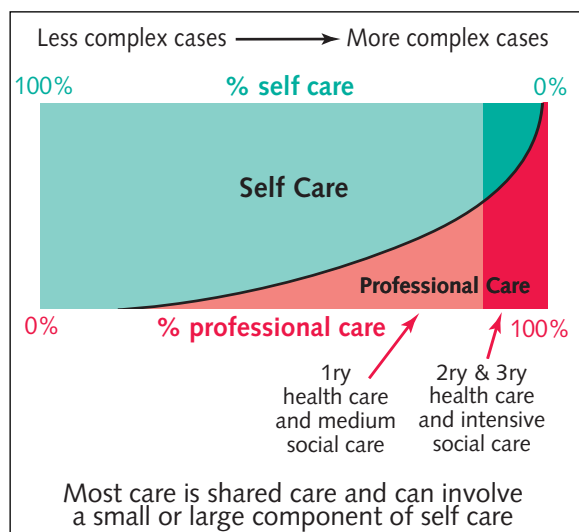 Less complex cases More complex cases
100% % self care 0%
Self Care
Professional Care
0% % professional care 100%
1ry
health care
and medium
social care
2ry & 3ry
health care
and intensive
social care
Most care is shared care and can involve
a small or large component of self care